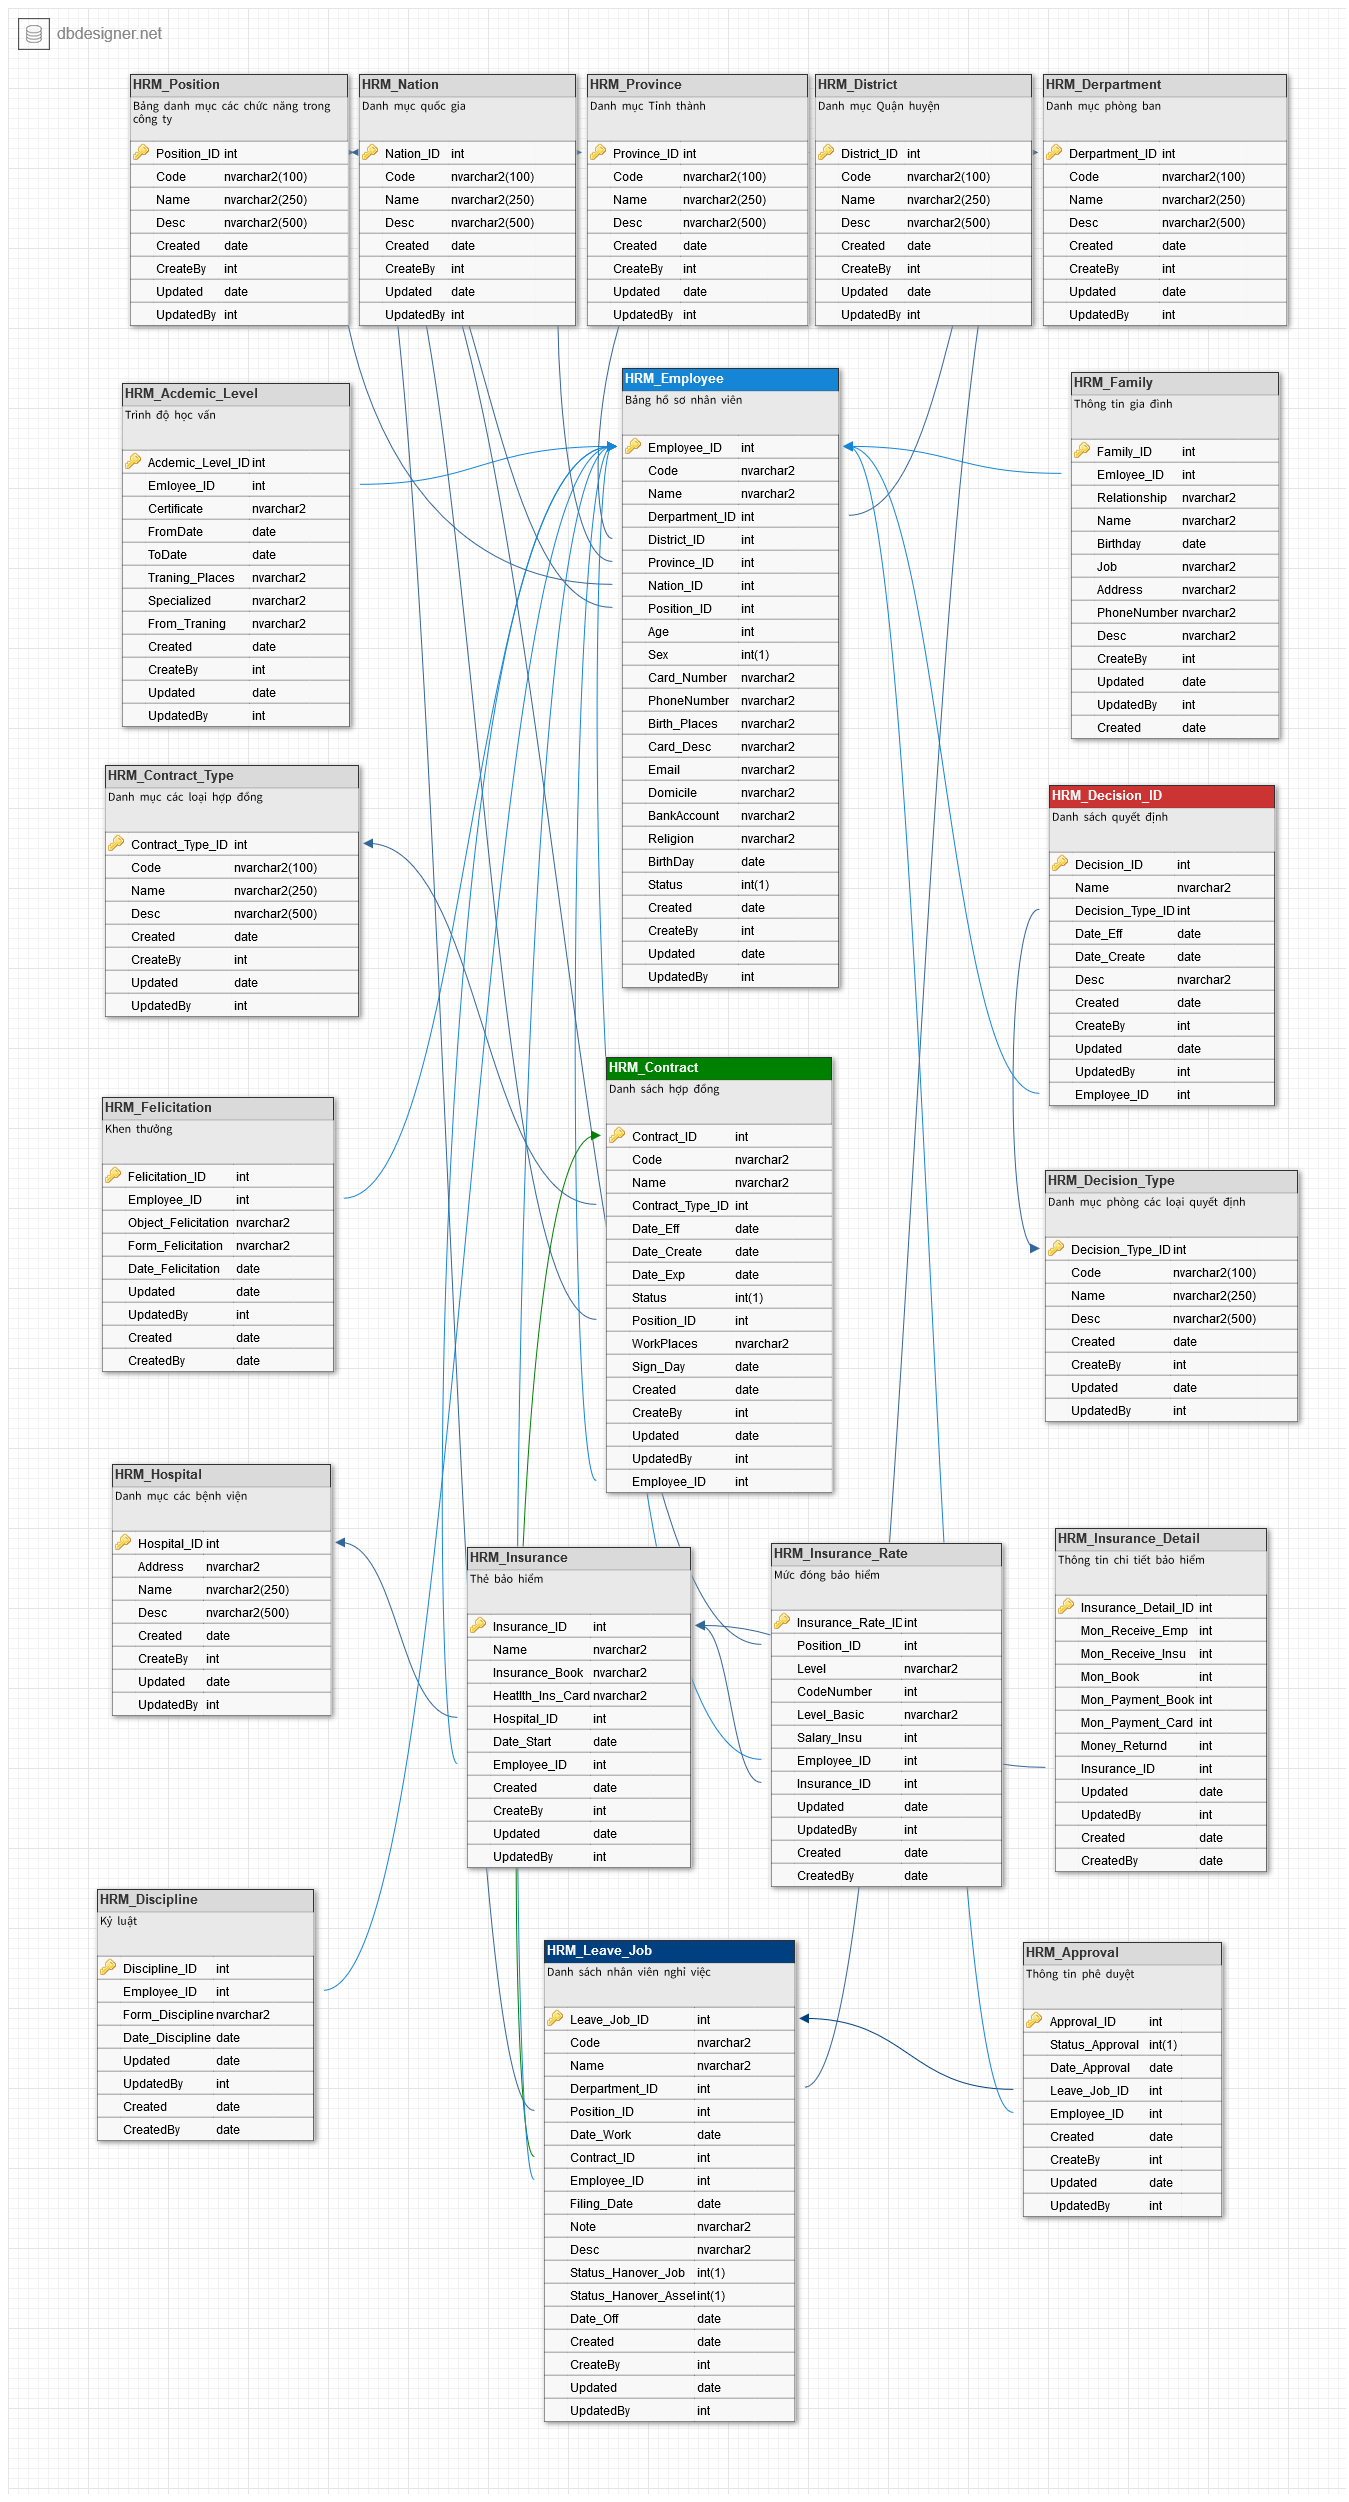 dbdesigner.net
HRM_Position
Bảng danh mục các chức năng trong
công ty
Position_ID int
Code nvarchar2(100)
Name nvarchar2(250)
Desc nvarchar2(500)
Created date
CreateBy int
Updated date
UpdatedBy int
HRM_Nation
Danh mục quốc gia
Nation_ID int
Code nvarchar2(100)
Name nvarchar2(250)
Desc nvarchar2(500)
Created date
CreateBy int
Updated date
UpdatedBy int
HRM_Province
Danh mục Tỉnh thành
Province_ID int
Code nvarchar2(100)
Name nvarchar2(250)
Desc nvarchar2(500)
Created date
CreateBy int
Updated date
UpdatedBy int
HRM_District
Danh mục Quận huyện
District_ID int
Code nvarchar2(100)
Name nvarchar2(250)
Desc nvarchar2(500)
Created date
CreateBy int
Updated date
UpdatedBy int
HRM_Derpartment
Danh mục phòng ban
Derpartment_ID int
Code nvarchar2(100)
Name nvarchar2(250)
Desc nvarchar2(500)
Created date
CreateBy int
Updated date
UpdatedBy int
HRM_Acdemic_Level
Trình độ học vấn
Acdemic_Level_ID int
Emloyee_ID int
Certificate nvarchar2
FromDate date
ToDate date
Traning_Places nvarchar2
Specialized nvarchar2
From_Traning nvarchar2
Created date
CreateBy int
Updated date
UpdatedBy int
HRM_Employee
Bảng hồ sơ nhân viên
Employee_ID int
Code nvarchar2
Name nvarchar2
Derpartment_ID int
District_ID int
Province_ID int
Nation_ID int
Position_ID int
Age int
Sex int(1)
Card_Number nvarchar2
PhoneNumber nvarchar2
Birth_Places nvarchar2
Card_Desc nvarchar2
Email nvarchar2
Domicile nvarchar2
BankAccount nvarchar2
Religion nvarchar2
BirthDay date
Status int(1)
Created date
CreateBy int
Updated date
UpdatedBy int
HRM_Family
Thông tin gia đình
Family_ID int
Emloyee_ID int
Relationship nvarchar2
Name nvarchar2
Birthday date
Job nvarchar2
Address nvarchar2
PhoneNumber nvarchar2
Desc nvarchar2
CreateBy int
Updated date
UpdatedBy int
Created date
HRM_Contract_Type
Danh mục các loại hợp đồng
Contract_Type_ID int
Code nvarchar2(100)
Name nvarchar2(250)
Desc nvarchar2(500)
Created date
CreateBy int
Updated date
UpdatedBy int
HRM_Decision_ID
Danh sách quyết định
Decision_ID int
Name nvarchar2
Decision_Type_ID int
Date_Eff date
Date_Create date
Desc nvarchar2
Created date
CreateBy int
Updated date
UpdatedBy int
Employee_ID int
HRM_Felicitation
Khen thưởng
Felicitation_ID int
Employee_ID int
Object_Felicitation nvarchar2
Form_Felicitation nvarchar2
Date_Felicitation date
Updated date
UpdatedBy int
Created date
CreatedBy date
HRM_Contract
Danh sách hợp đồng
Contract_ID int
Code nvarchar2
Name nvarchar2
Contract_Type_ID int
Date_Eff date
Date_Create date
Date_Exp date
Status int(1)
Position_ID int
WorkPlaces nvarchar2
Sign_Day date
Created date
CreateBy int
Updated date
UpdatedBy int
Employee_ID int
HRM_Decision_Type
Danh mục phòng các loại quyết định
Decision_Type_ID int
Code nvarchar2(100)
Name nvarchar2(250)
Desc nvarchar2(500)
Created date
CreateBy int
Updated date
UpdatedBy int
HRM_Hospital
Danh mục các bệnh viện
Hospital_ID int
Address nvarchar2
Name nvarchar2(250)
Desc nvarchar2(500)
Created date
CreateBy int
Updated date
UpdatedBy int
HRM_Insurance
Thẻ bảo hiểm
Insurance_ID int
Name nvarchar2
Insurance_Book nvarchar2
Heatlth_Ins_Card nvarchar2
Hospital_ID int
Date_Start date
Employee_ID int
Created date
CreateBy int
Updated date
UpdatedBy int
HRM_Insurance_Rate
Mức đóng bảo hiểm
Insurance_Rate_ID int
Position_ID int
Level nvarchar2
CodeNumber int
Level_Basic nvarchar2
Salary_Insu int
Employee_ID int
Insurance_ID int
Updated date
UpdatedBy int
Created date
CreatedBy date
HRM_Insurance_Detail
Thông tin chi tiết bảo hiểm
Insurance_Detail_ID int
Mon_Receive_Emp int
Mon_Receive_Insu int
Mon_Book int
Mon_Payment_Book int
Mon_Payment_Card int
Money_Returnd int
Insurance_ID int
Updated date
UpdatedBy int
Created date
CreatedBy date
HRM_Discipline
Kỷ luật
Discipline_ID int
Employee_ID int
Form_Discipline nvarchar2
Date_Discipline date
Updated date
UpdatedBy int
Created date
CreatedBy date
HRM_Leave_Job
Danh sách nhân viên nghỉ việc
Leave_Job_ID int
Code nvarchar2
Name nvarchar2
Derpartment_ID int
Position_ID int
Date_Work date
Contract_ID int
Employee_ID int
Filing_Date date
Note nvarchar2
Desc nvarchar2
Status_Hanover_Job int(1)
Status_Hanover_Asset int(1)
Date_Off date
Created date
CreateBy int
Updated date
UpdatedBy int
HRM_Approval
Thông tin phê duyệt
Approval_ID int
Status_Approval int(1)
Date_Approval date
Leave_Job_ID int
Employee_ID int
Created date
CreateBy int
Updated date
UpdatedBy int